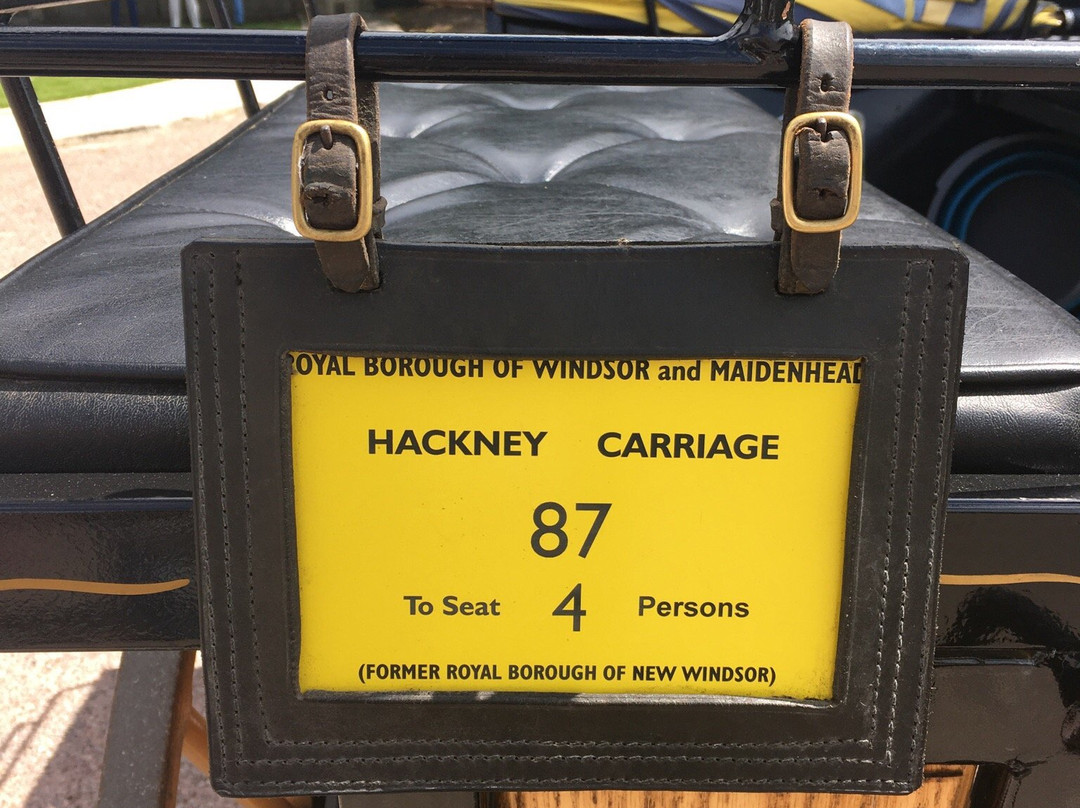 ROYAL BOROUGH OF WINDSOR and MAIDENHEAD
HACKNEY CARRIAGE
87
To Seat 4 Persons
(FORMER ROYAL BOROUGH OF NEW WINDSOR)